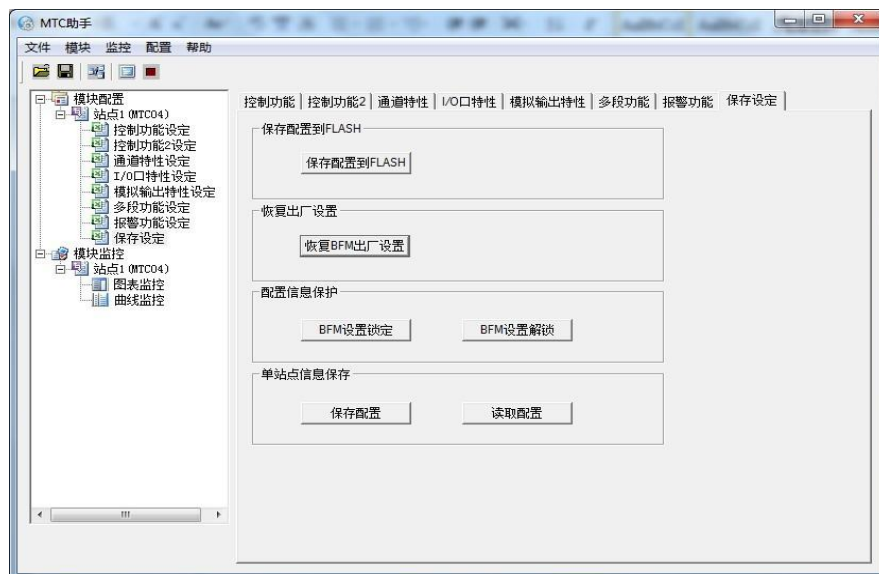 MTC助手
文件 模块 监控 配置 帮助
模块配置
站点1 (MTC04)
控制功能设定
控制功能2设定
通道特性设定
I/O口特性设定
模拟输出特性设定
多段功能设定
报警功能设定
保存设定
模块监控
站点1 (MTC04)
图表监控
曲线监控
控制功能 控制功能2 通道特性 I/O口特性 模拟输出特性 多段功能 报警功能 保存设定
保存配置到FLASH
保存配置到FLASH
恢复出厂设置
恢复BFM出厂设置
配置信息保护
BFM设置锁定 BFM设置解锁
单站点信息保存
保存配置 读取配置